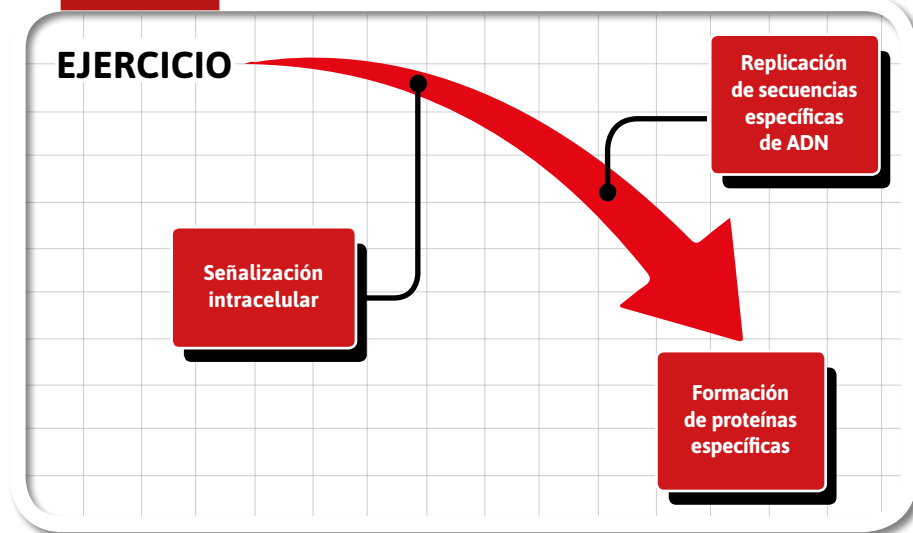 EJERCICIO
Replicación
de secuencias
específicas
de ADN
Señalización
intracelular
Formación
de proteínas
específicas